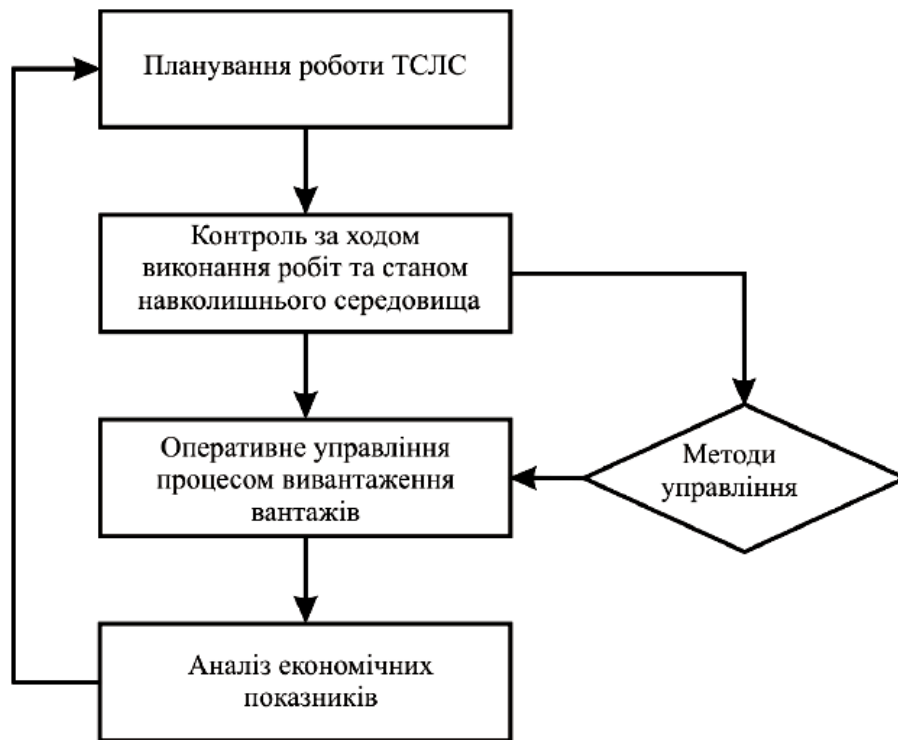 Планування роботи ТСЛС
Контроль за ходом
виконання робіт та станом
навколишнього середовища
Оперативне управління
процесом вивантаження
вантажів
Методи
управління
Аналіз економічних
показників